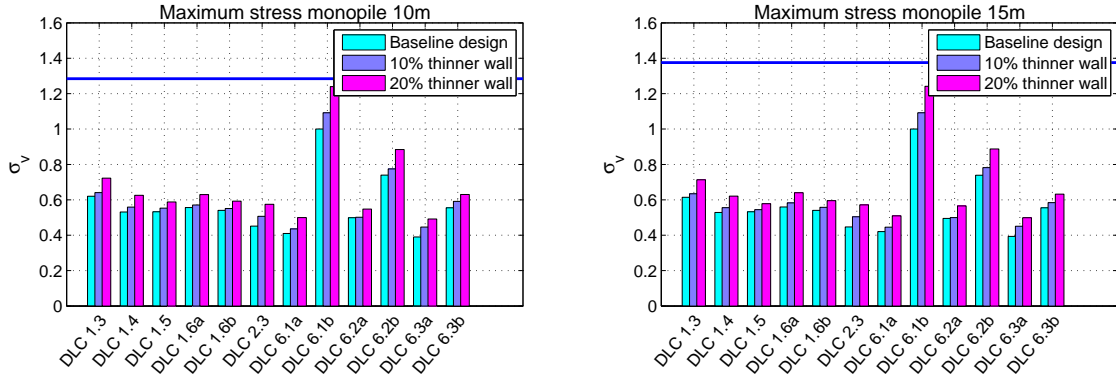 Maximum stress monopile 10m
1.6
1.4
1.2
1
0.8
0.6
0.4
0.2
0
σv
Baseline design
10% thinner wall
20% thinner wall
DLC 1.3
DLC 1.4
DLC 1.5
DLC 1.6a
DLC 1.6b
DLC 2.3
DLC 6.1a
DLC 6.1b
DLC 6.2a
DLC 6.2b
DLC 6.3a
DLC 6.3b
Maximum stress monopile 15m
1.6
1.4
1.2
1
0.8
0.6
0.4
0.2
0
σv
Baseline design
10% thinner wall
20% thinner wall
DLC 1.3
DLC 1.4
DLC 1.5
DLC 1.6a
DLC 1.6b
DLC 2.3
DLC 6.1a
DLC 6.1b
DLC 6.2a
DLC 6.2b
DLC 6.3a
DLC 6.3b